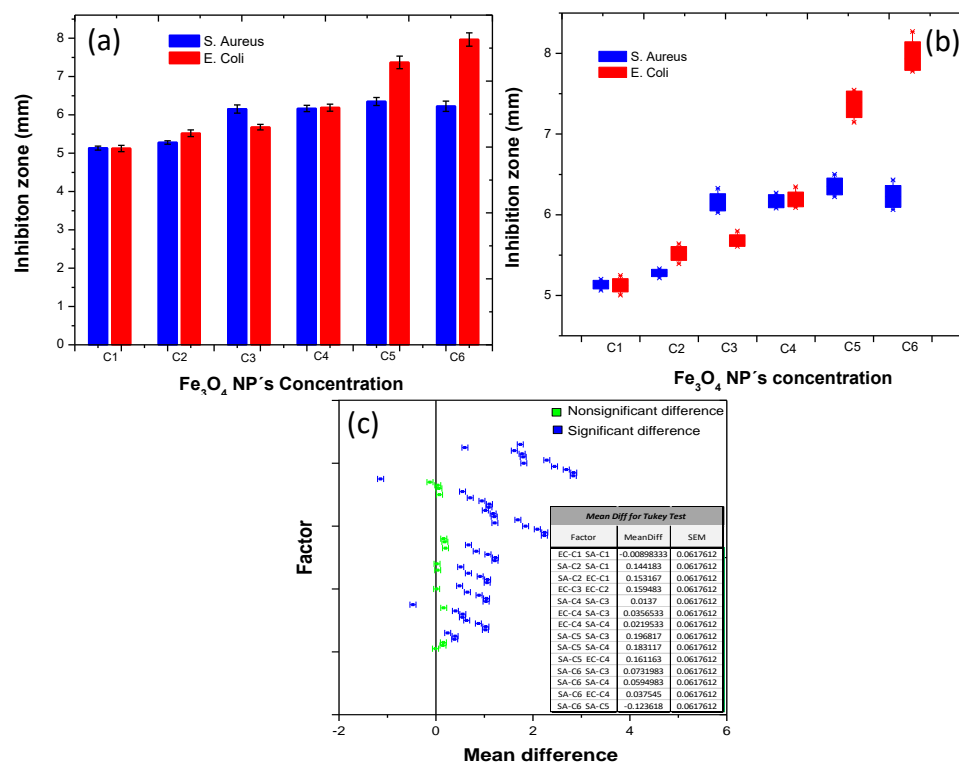 (a)
S. Aureus
E. Coli
Inhibiton zone (mm)
8
7
6
5
4
3
2
1
0
C1 C2 C3 C4 C5 C6
Fe₃O₄ NP´s Concentration
(b)
S. Aureus
E. Coli
Inhibition zone (mm)
8
7
6
5
C1 C2 C3 C4 C5 C6
Fe₃O₄ NP´s concentration
(c)
Nonsignificant difference
Significant difference
Factor
Mean Diff for Tukey Test
Factor MeanDiff SEM
EC-C1 SA-C1 -0.00898333 0.0617612
SA-C2 SA-C1 0.144183 0.0617612
SA-C2 EC-C1 0.153167 0.0617612
EC-C3 EC-C2 0.159483 0.0617612
SA-C4 SA-C3 0.0137 0.0617612
EC-C4 SA-C3 0.0356533 0.0617612
EC-C4 SA-C4 0.0219533 0.0617612
SA-C5 SA-C3 0.196817 0.0617612
SA-C5 SA-C4 0.183117 0.0617612
SA-C5 EC-C4 0.161163 0.0617612
SA-C6 SA-C3 0.0731983 0.0617612
SA-C6 SA-C4 0.0594983 0.0617612
SA-C6 EC-C4 0.037545 0.0617612
SA-C6 SA-C5 -0.123618 0.0617612
-2 0 2 4 6
Mean difference